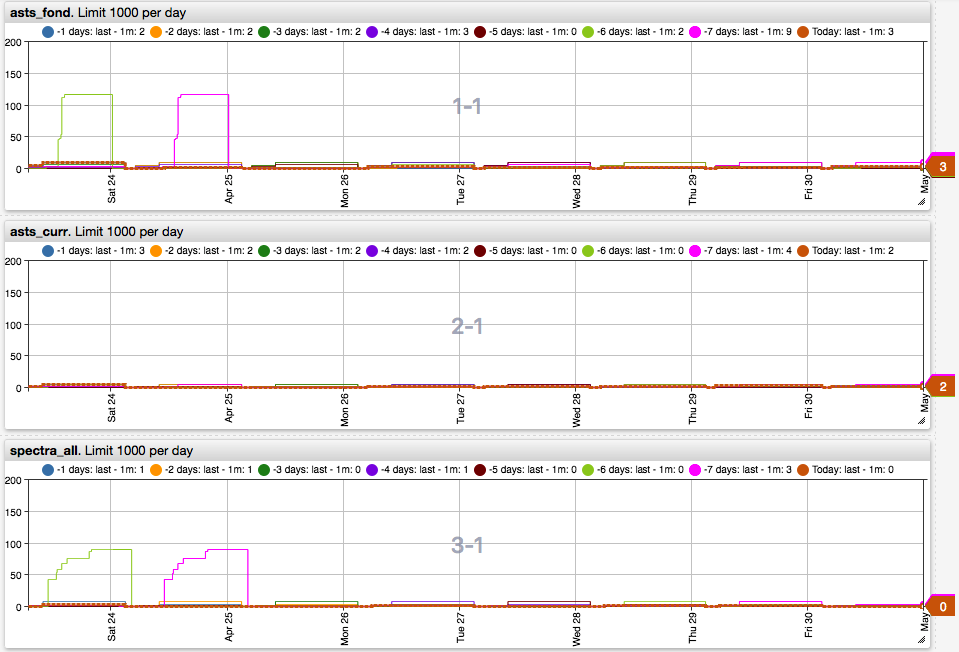 asts_fond. Limit 1000 per day
-1 days: last - 1m: 2 -2 days: last - 1m: 2 -3 days: last - 1m: 2 -4 days: last - 1m: 3 -5 days: last - 1m: 0 -6 days: last - 1m: 2 -7 days: last - 1m: 9 Today: last - 1m: 3
200
150
100
50
0
1-1
3
Sat 24 Apr 25 Mon 26 Tue 27 Wed 28 Thu 29 Fri 30 May
asts_curr. Limit 1000 per day
-1 days: last - 1m: 3 -2 days: last - 1m: 2 -3 days: last - 1m: 2 -4 days: last - 1m: 2 -5 days: last - 1m: 0 -6 days: last - 1m: 0 -7 days: last - 1m: 4 Today: last - 1m: 2
200
150
100
50
0
2-1
2
Sat 24 Apr 25 Mon 26 Tue 27 Wed 28 Thu 29 Fri 30 May
spectra_all. Limit 1000 per day
-1 days: last - 1m: 1 -2 days: last - 1m: 1 -3 days: last - 1m: 0 -4 days: last - 1m: 1 -5 days: last - 1m: 0 -6 days: last - 1m: 0 -7 days: last - 1m: 3 Today: last - 1m: 0
200
150
100
50
0
3-1
0
Sat 24 Apr 25 Mon 26 Tue 27 Wed 28 Thu 29 Fri 30 May